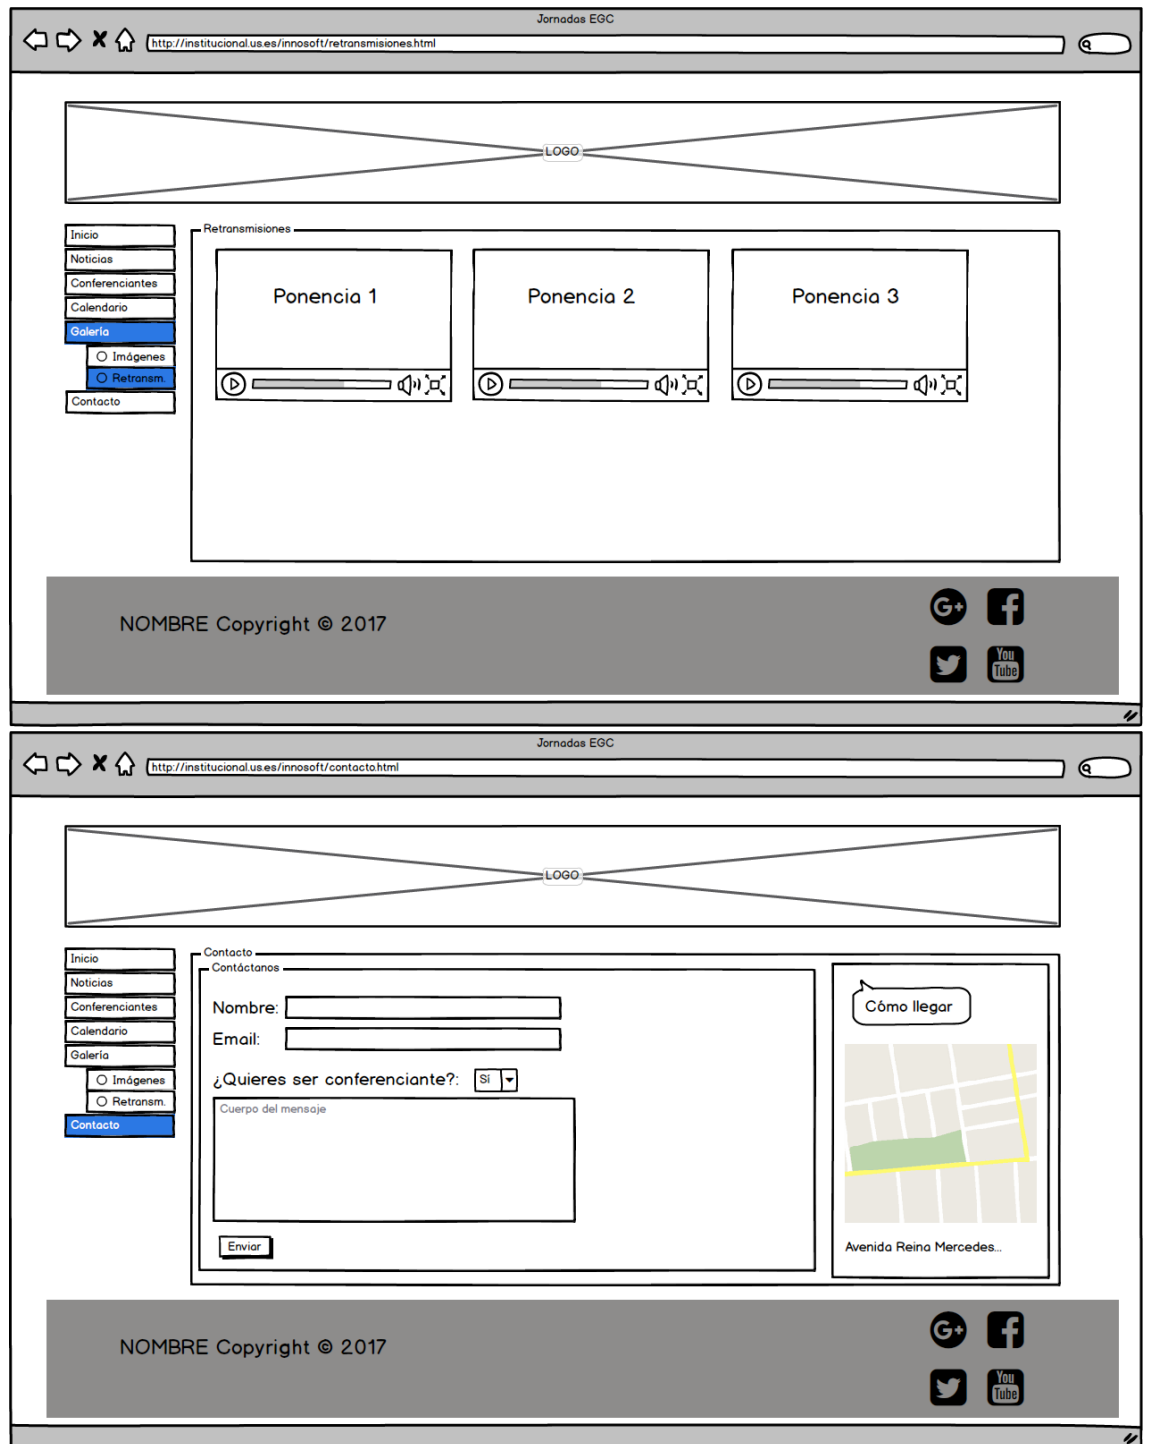 Jornadas EGC
http://institucional.us.es/innosoft/retransmisiones.html
LOGO
Inicio
Noticias
Conferenciantes
Calendario
Galería
Imágenes
Retransm.
Contacto
Retransmisiones
Ponencia 1
Ponencia 2
Ponencia 3
NOMBRE Copyright © 2017
G+
f
You
Tube
Jornadas EGC
http://institucional.us.es/innosoft/contacto.html
LOGO
Inicio
Noticias
Conferenciantes
Calendario
Galería
Imágenes
Retransm.
Contacto
Contacto
Contáctanos
Nombre:
Email:
¿Quieres ser conferenciante?: Sí
Cuerpo del mensaje
Enviar
Cómo llegar
Avenida Reina Mercedes...
NOMBRE Copyright © 2017
G+
f
You
Tube